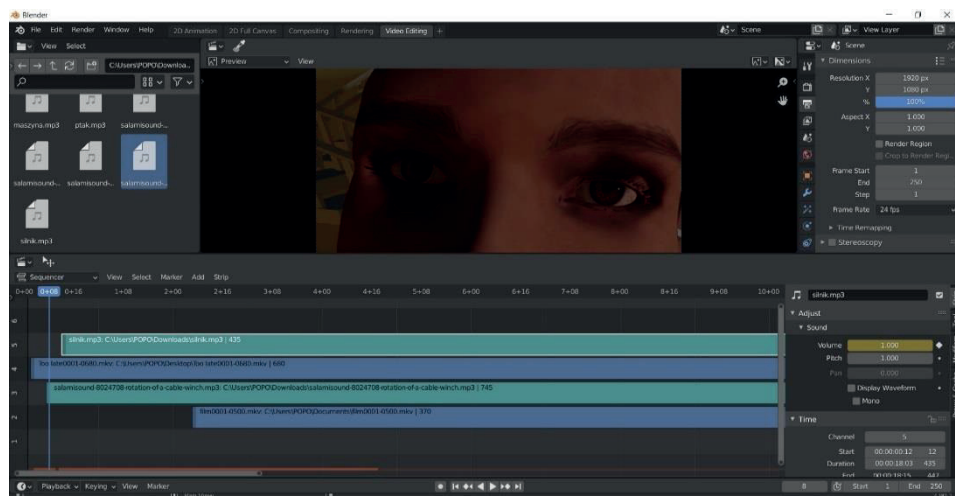 Blender
File Edit Render Window Help 2D Animation 2D Full Canvas Compositing Rendering Video Editing + Scene View Layer
View Select Preview View Scene
C:\Users\POPO\Downloa..
maszyna.mp3 ptak.mp3 salamisound-...
salamisound-... salamisound-... salamisound-...
silnik.mp3
Dimensions
Resolution X 1920 px
Y 1080 px
% 100%
Aspect X 1.000
Y 1.000
Render Region
Crop to Render Regi..
Frame Start 1
End 250
Step 1
Frame Rate 24 fps
Time Remapping
Stereoscopy
Sequencer View Select Marker Add Strip
0+00 0+08 0+16 1+08 2+00 2+16 3+08 4+00 4+16 5+08 6+00 6+16 7+08 8+00 8+16 9+08 10+00
silnik.mp3: C:\Users\POPO\Downloads\silnik.mp3 | 435
salamisound-8024708-rotation-of-a-cable-winch.mp3: C:\Users\POPO\Downloads\salamisound-8024708-rotation-of-a-cable-winch.mp3 | 745
film0001-0500.mkv: C:\Users\POPO\Documents\film0001-0500.mkv | 370
silnik.mp3
Adjust
Sound
Volume 1.000
Pitch 1.000
Pan 0.000
Display Waveform
Mono
Time
Channel 5
Start 00:00:00:12 12
Duration 00:00:18:03 435
End 00:00:18:15 447
Playback Keying View Marker 8 Start 1 End 250